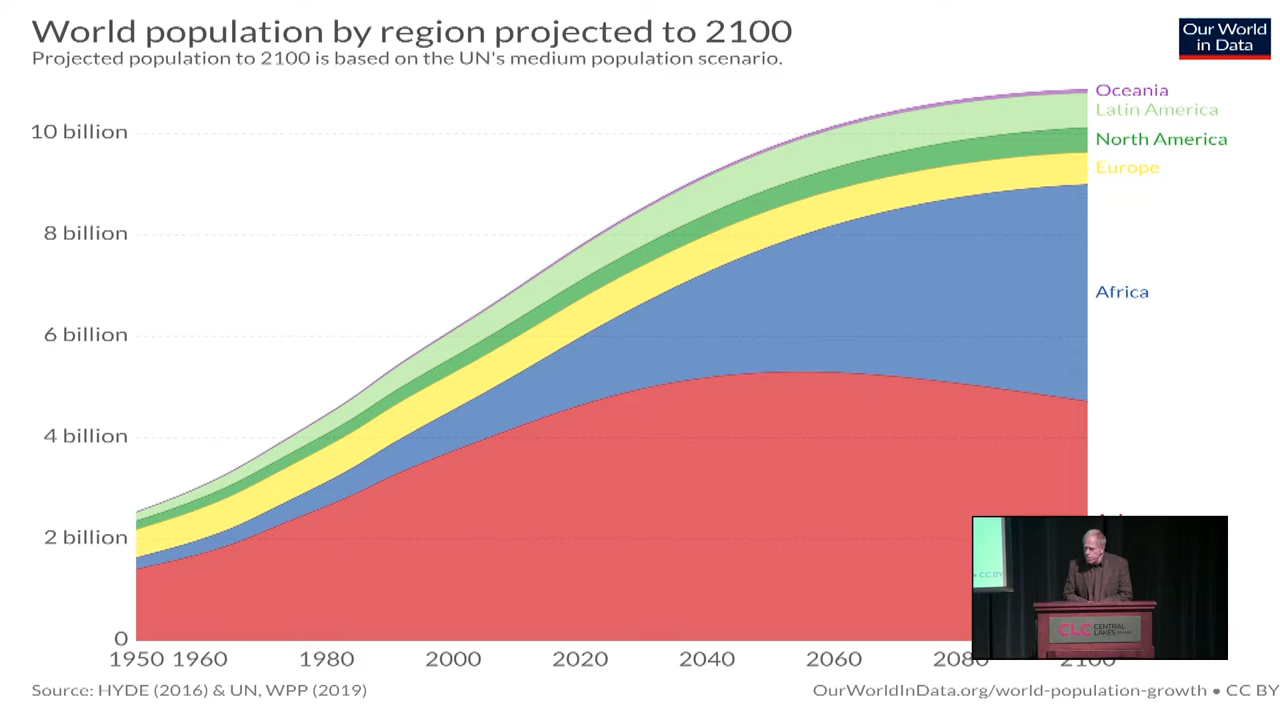 World population by region projected to 2100
Projected population to 2100 is based on the UN's medium population scenario.
Our World
in Data
Oceania
Latin America
10 billion
North America
Europe
8 billion
Africa
6 billion
4 billion
2 billion
0
1950 1960 1980 2000 2020 2040 2060 2080 2100
CC BY
CLC CENTRAL
LAKES
Source: HYDE (2016) & UN, WPP (2019)
OurWorldInData.org/world-population-growth • CC BY